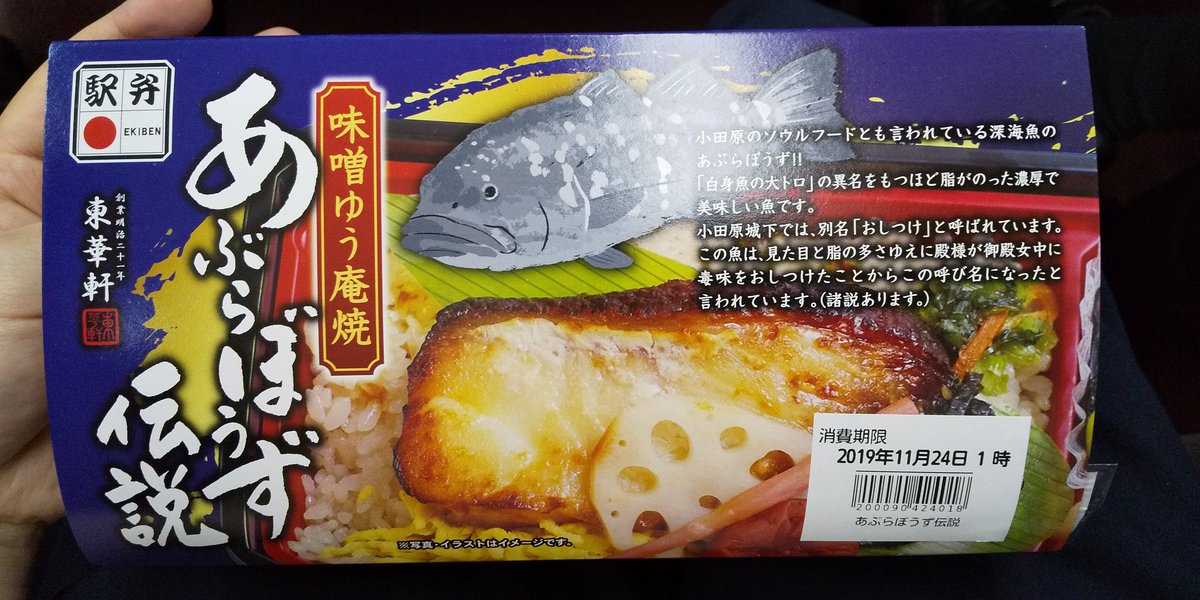 駅弁
EKIBEN
創業明治二十一年
東華軒
あぶらぼうず
伝説
味噌ゆう庵焼
小田原のソウルフードとも言われている深海魚の
あぶらぼうず!!
「白身魚の大トロ」の異名をもつほど脂がのった濃厚で
美味しい魚です。
小田原城下では、別名「おしつけ」と呼ばれています。
この魚は、見た目と脂の多さゆえに殿様が御殿女中に
毒味をおしつけたことからこの呼び名になったと
言われています。(諸説あります。)
消費期限
2019年11月24日 1時
200090424018
あぶらぼうず伝説
※写真・イラストはイメージです。